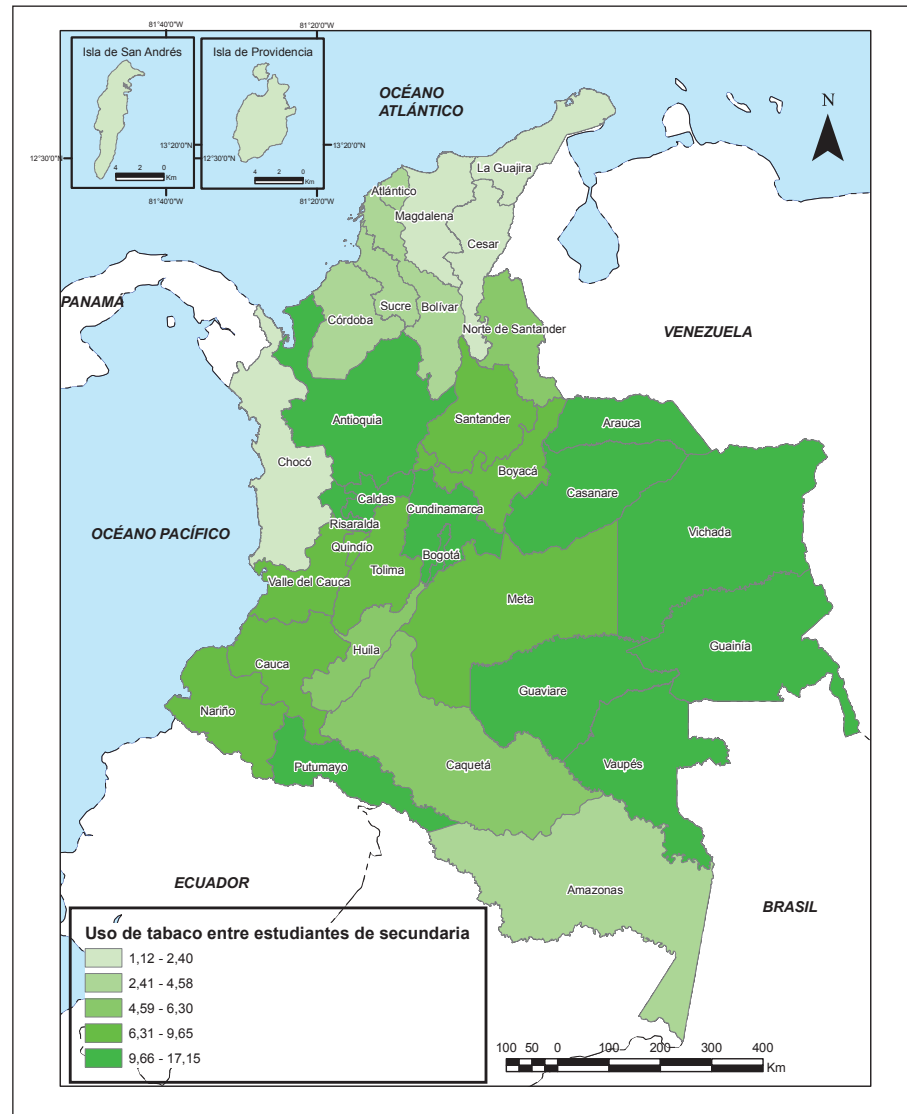 81°40'0"W
81°20'0"W
Isla de San Andrés
Isla de Providencia
12°30'0"N
13°20'0"N
12°30'0"N
13°20'0"N
4 2 0
Km
4 2 0
Km
81°40'0"W
81°20'0"W
OCÉANO
ATLÁNTICO
N
La Guajira
Atlántico
Magdalena
Cesar
PANAMA
Sucre
Bolívar
Córdoba
Norte de Santander
VENEZUELA
Antioquia
Santander
Arauca
Chocó
Boyacá
Casanare
Caldas
Cundinamarca
OCÉANO PACÍFICO
Risaralda
Vichada
Quindío
Bogotá
Tolima
Valle del Cauca
Meta
Guainía
Huila
Cauca
Guaviare
Nariño
Caquetá
Vaupés
Putumayo
ECUADOR
Amazonas
BRASIL
Uso de tabaco entre estudiantes de secundaria
1,12 - 2,40
2,41 - 4,58
4,59 - 6,30
6,31 - 9,65
9,66 - 17,15
100 50 0 100 200 300 400
Km